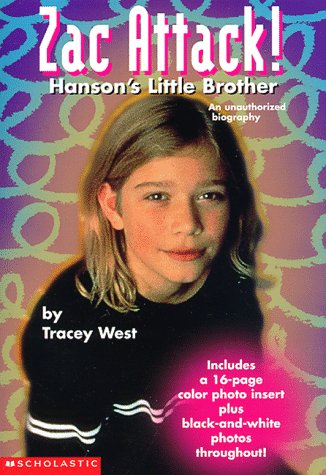 Zac Attack!
Hanson's Little Brother
An unauthorized
biography
by
Tracey West
Includes
a 16-page
color photo insert
plus
black-and-white
photos
throughout!
SCHOLASTIC